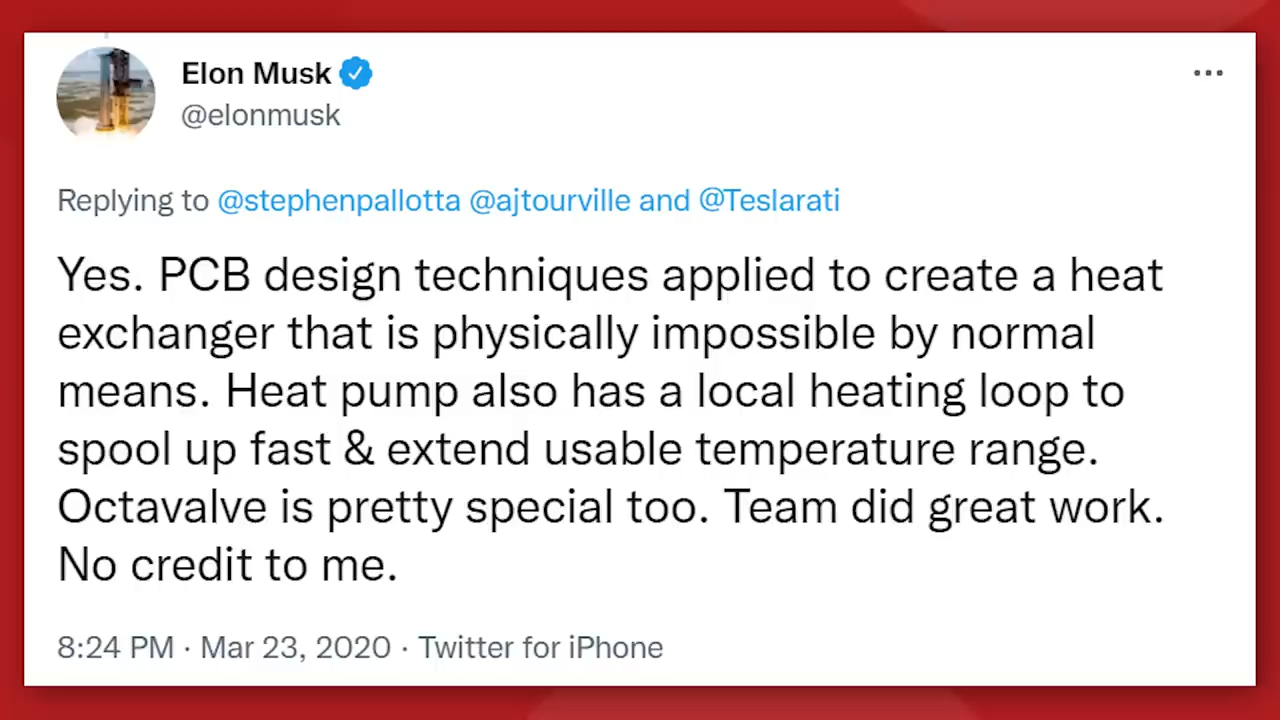 Elon Musk
@elonmusk
Replying to @stephenpallotta @ajtourville and @Teslarati
Yes. PCB design techniques applied to create a heat
exchanger that is physically impossible by normal
means. Heat pump also has a local heating loop to
spool up fast & extend usable temperature range.
Octavalve is pretty special too. Team did great work.
No credit to me.
8:24 PM · Mar 23, 2020 · Twitter for iPhone